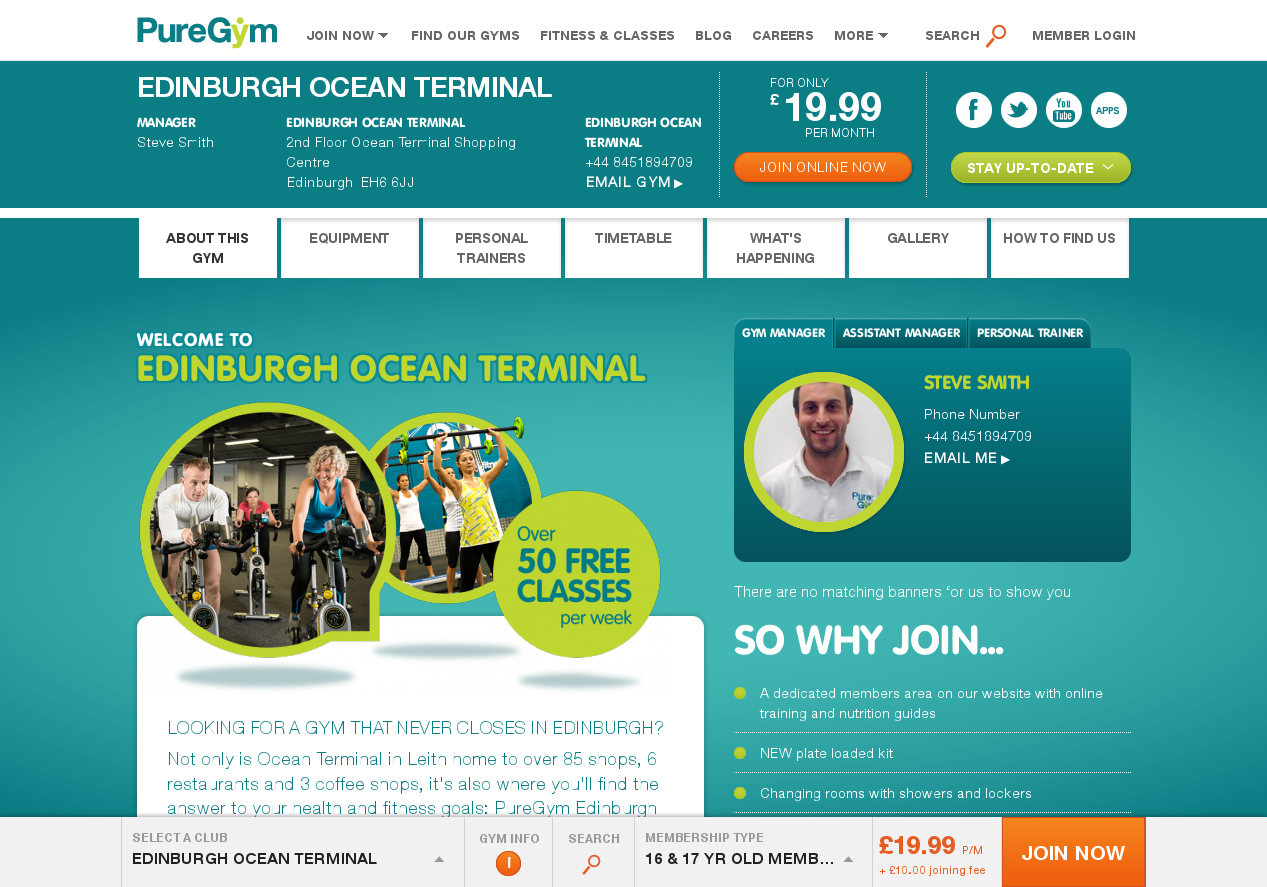 PureGym
JOIN NOW
FIND OUR GYMS
FITNESS & CLASSES
BLOG
CAREERS
MORE
SEARCH
MEMBER LOGIN
EDINBURGH OCEAN TERMINAL
MANAGER
Steve Smith
EDINBURGH OCEAN TERMINAL
2nd Floor Ocean Terminal Shopping
Centre
Edinburgh EH6 6JJ
EDINBURGH OCEAN
TERMINAL
+44 8451894709
EMAIL GYM ▶
FOR ONLY
£ 19.99
PER MONTH
JOIN ONLINE NOW
f
You
Tube
APPS
STAY UP-TO-DATE
ABOUT THIS
GYM
EQUIPMENT
PERSONAL
TRAINERS
TIMETABLE
WHAT'S
HAPPENING
GALLERY
HOW TO FIND US
WELCOME TO
EDINBURGH OCEAN TERMINAL
Over
50 FREE
CLASSES
per week
LOOKING FOR A GYM THAT NEVER CLOSES IN EDINBURGH?
Not only is Ocean Terminal in Leith home to over 85 shops, 6
restaurants and 3 coffee shops, it's also where you'll find the
answer to your health and fitness goals: PureGym Edinburgh
GYM MANAGER
ASSISTANT MANAGER
PERSONAL TRAINER
STEVE SMITH
Phone Number
+44 8451894709
EMAIL ME ▶
There are no matching banners for us to show you
SO WHY JOIN...
A dedicated members area on our website with online
training and nutrition guides
NEW plate loaded kit
Changing rooms with showers and lockers
SELECT A CLUB
EDINBURGH OCEAN TERMINAL
GYM INFO
I
SEARCH
MEMBERSHIP TYPE
16 & 17 YR OLD MEMB...
£19.99 P/M
+ £10.00 joining fee
JOIN NOW